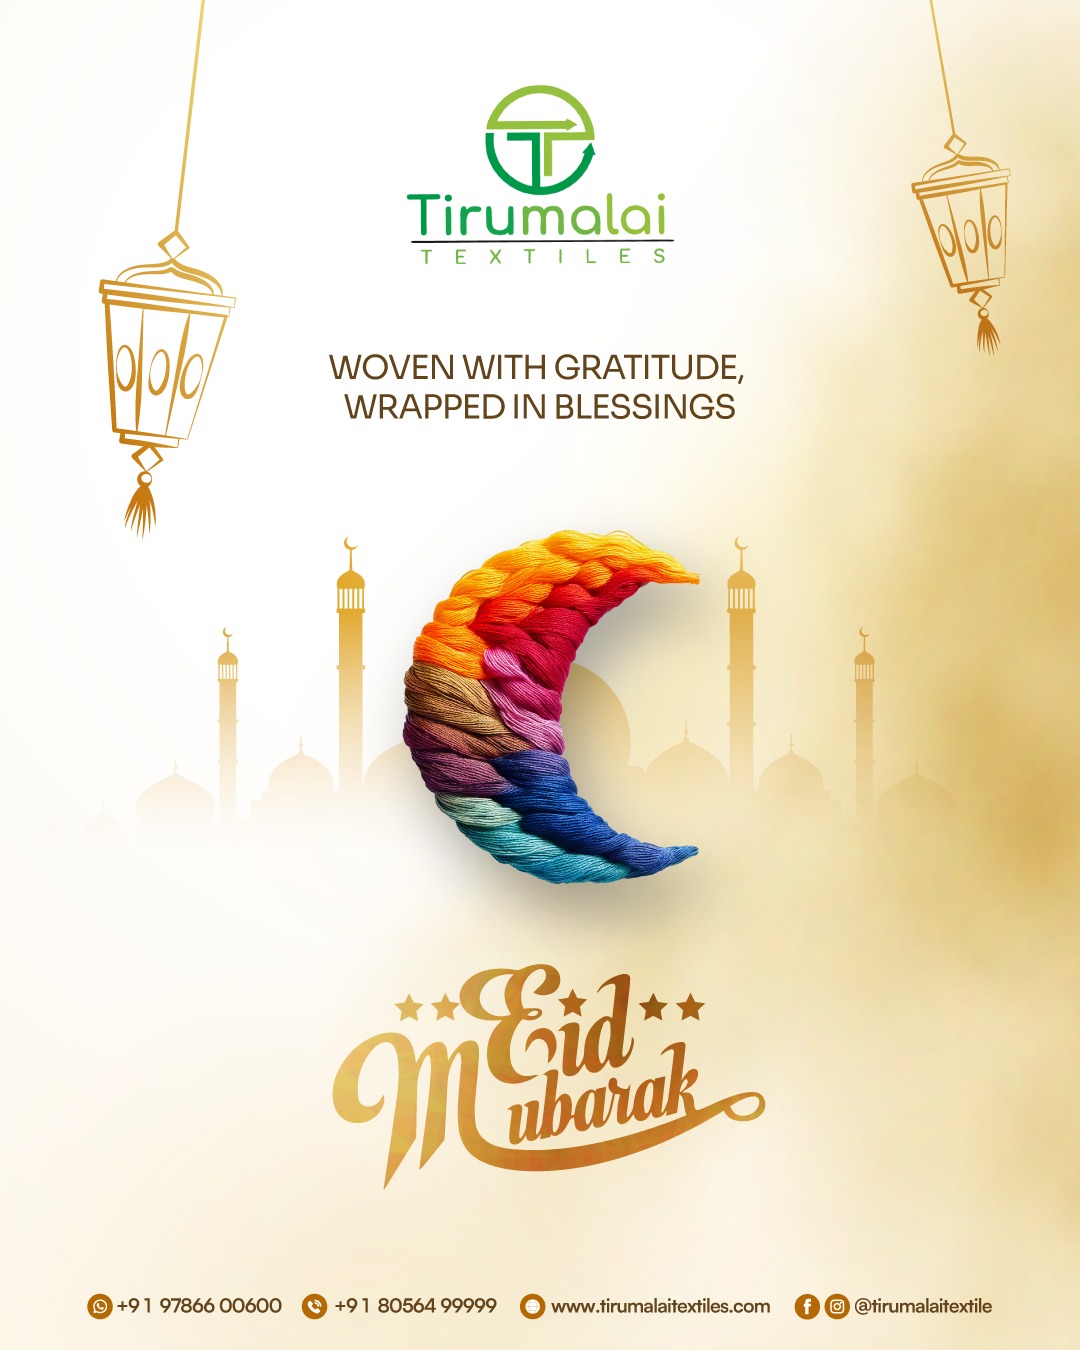 Tirumalai
TEXTILES
WOVEN WITH GRATITUDE,
WRAPPED IN BLESSINGS
Eid
Mubarak
+91 97866 00600 +91 80564 99999 www.tirumalaitextiles.com @tirumalaitextile